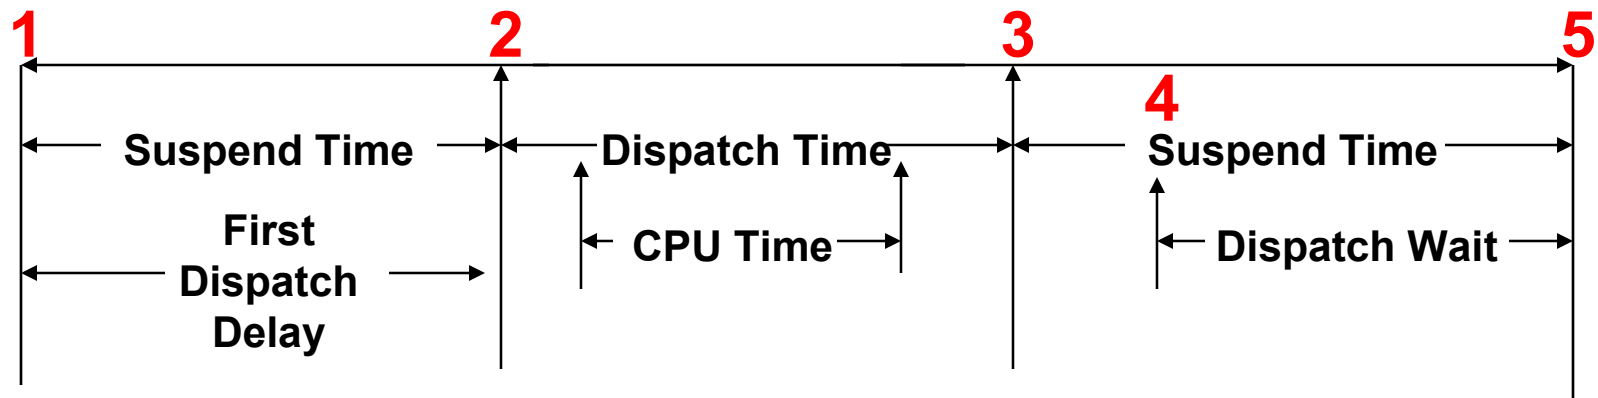 1 2 3 5
4
Suspend Time Dispatch Time Suspend Time
First
Dispatch
Delay
CPU Time
Dispatch Wait